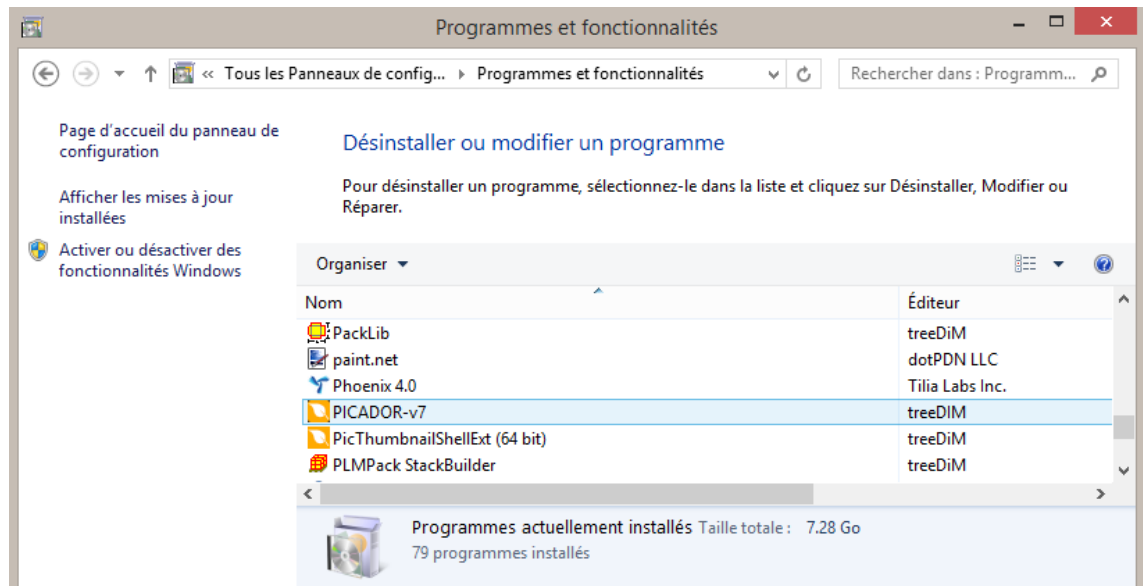 Programmes et fonctionnalités
« Tous les Panneaux de config... Programmes et fonctionnalités
Rechercher dans : Programm...
Page d'accueil du panneau de
configuration
Afficher les mises à jour
installées
Activer ou désactiver des
fonctionnalités Windows
Désinstaller ou modifier un programme
Pour désinstaller un programme, sélectionnez-le dans la liste et cliquez sur Désinstaller, Modifier ou
Réparer.
Organiser
Nom Éditeur
PackLib treeDiM
paint.net dotPDN LLC
Phoenix 4.0 Tilia Labs Inc.
PICADOR-v7 treeDIM
PicThumbnailShellExt (64 bit) treeDiM
PLMPack StackBuilder treeDiM
Programmes actuellement installés Taille totale : 7.28 Go
79 programmes installés